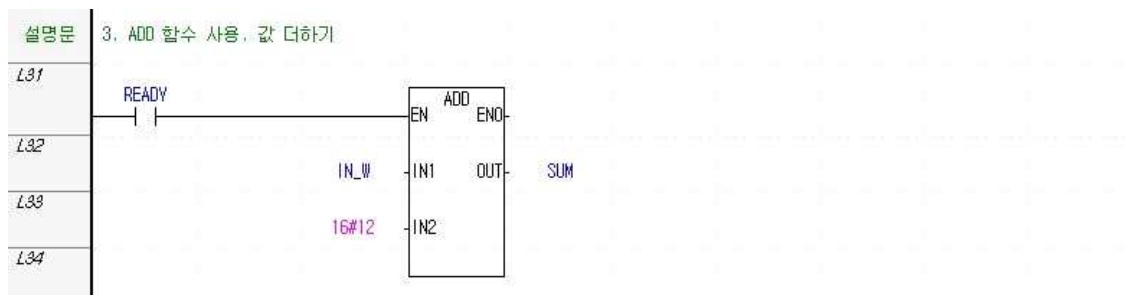 설명문 3. ADD 함수 사용. 값 더하기
L31
READY
ADD
EN ENO
L32
IN_W IN1 OUT SUM
L33
16#12 IN2
L34